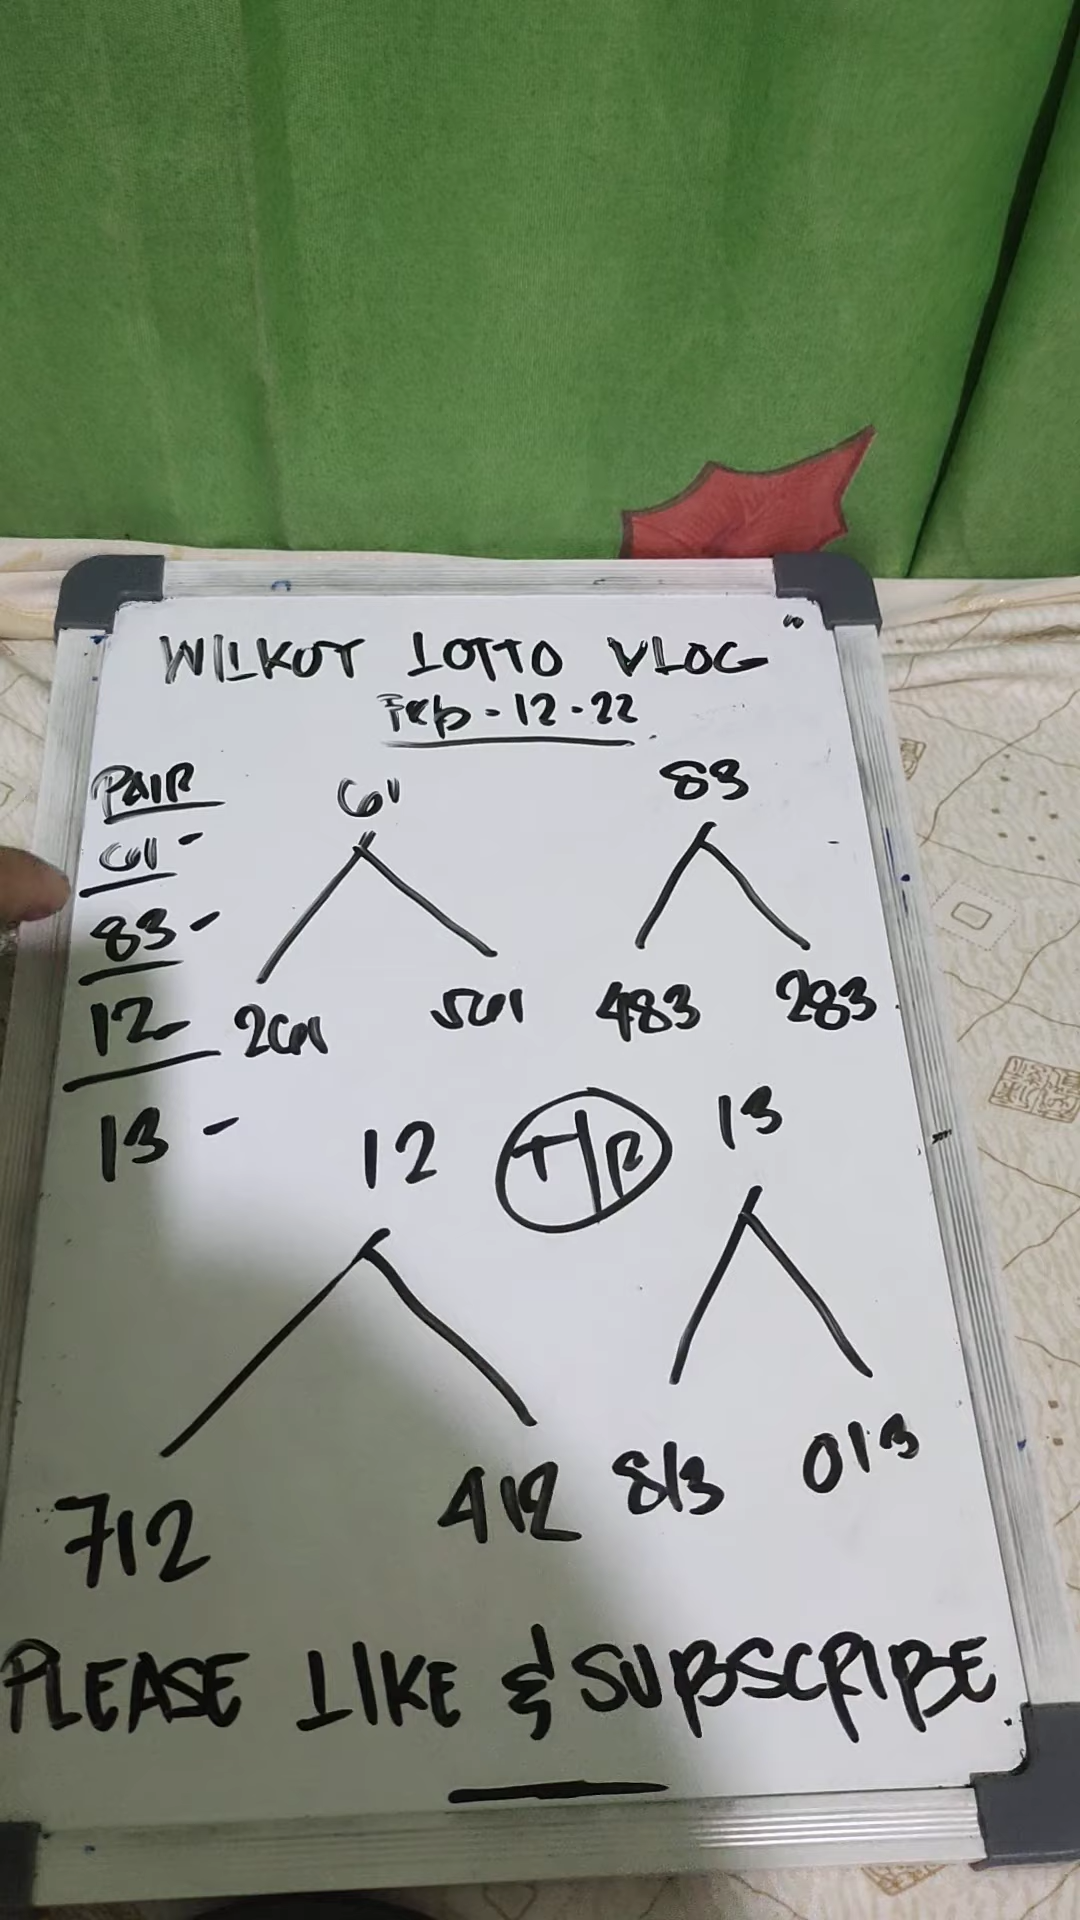 WILKUT LOTTO VLOG "
Feb - 12 - 22
PAIR
61 -
83 -
12 -
13 -
61
261 561
83
483 283
12
712 412
T/R
13
813 013
PLEASE LIKE & SUBSCRIBE